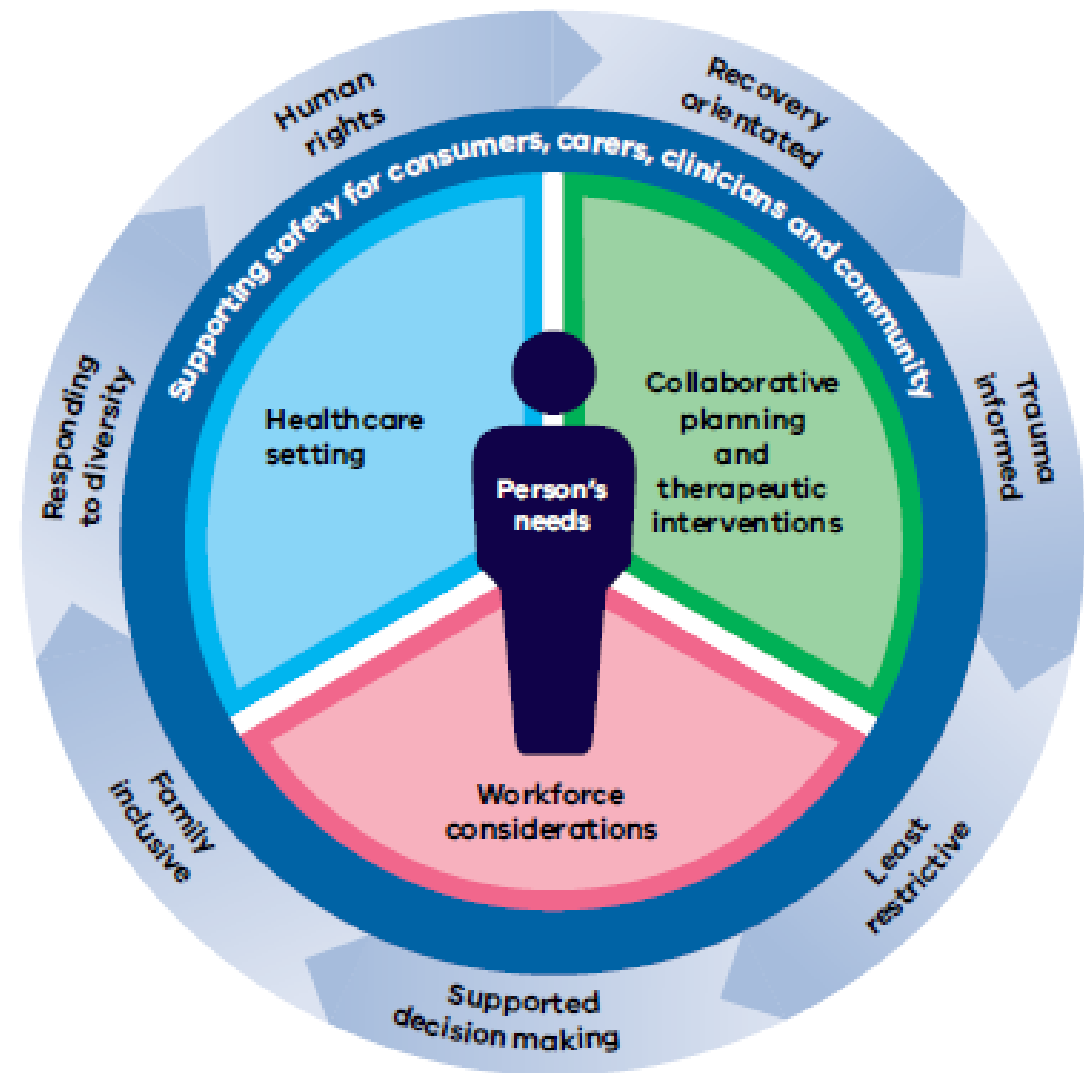 Human
rights
Recovery
orientated
Trauma
informed
Least
restrictive
Supported
decision making
Family
inclusive
Responding
to diversity
Supporting safety for consumers, carers, clinicians and community
Healthcare
setting
Collaborative
planning
and
therapeutic
interventions
Person's
needs
Workforce
considerations